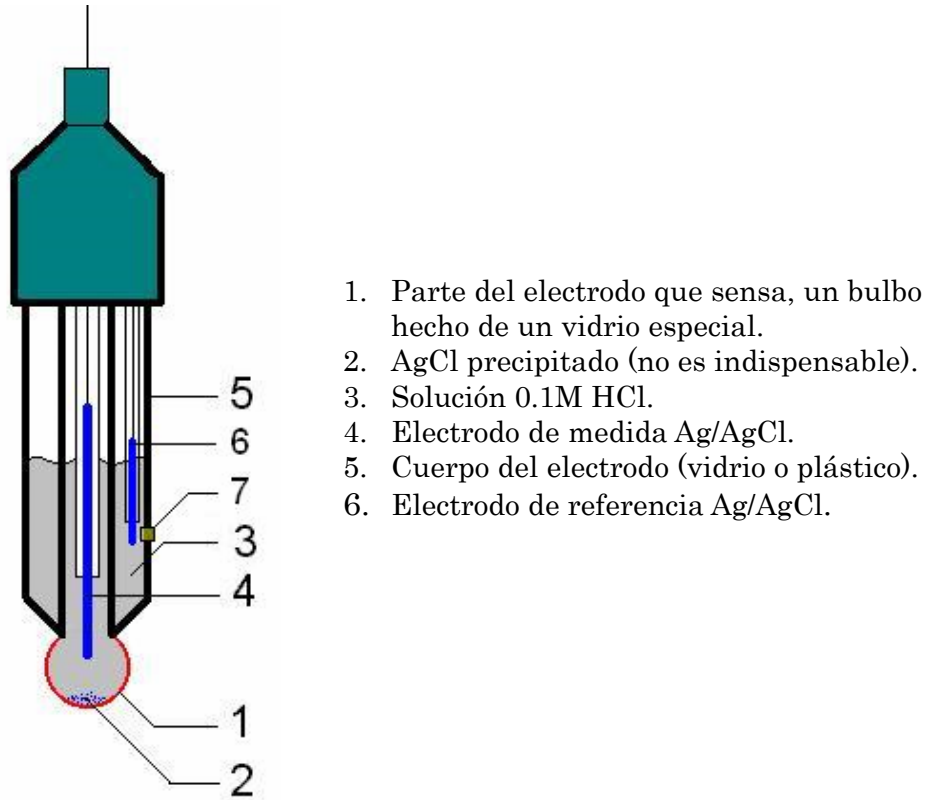 5
6
7
3
4
1
2
1. Parte del electrodo que sensa, un bulbo
hecho de un vidrio especial.
2. AgCl precipitado (no es indispensable).
3. Solución 0.1M HCl.
4. Electrodo de medida Ag/AgCl.
5. Cuerpo del electrodo (vidrio o plástico).
6. Electrodo de referencia Ag/AgCl.